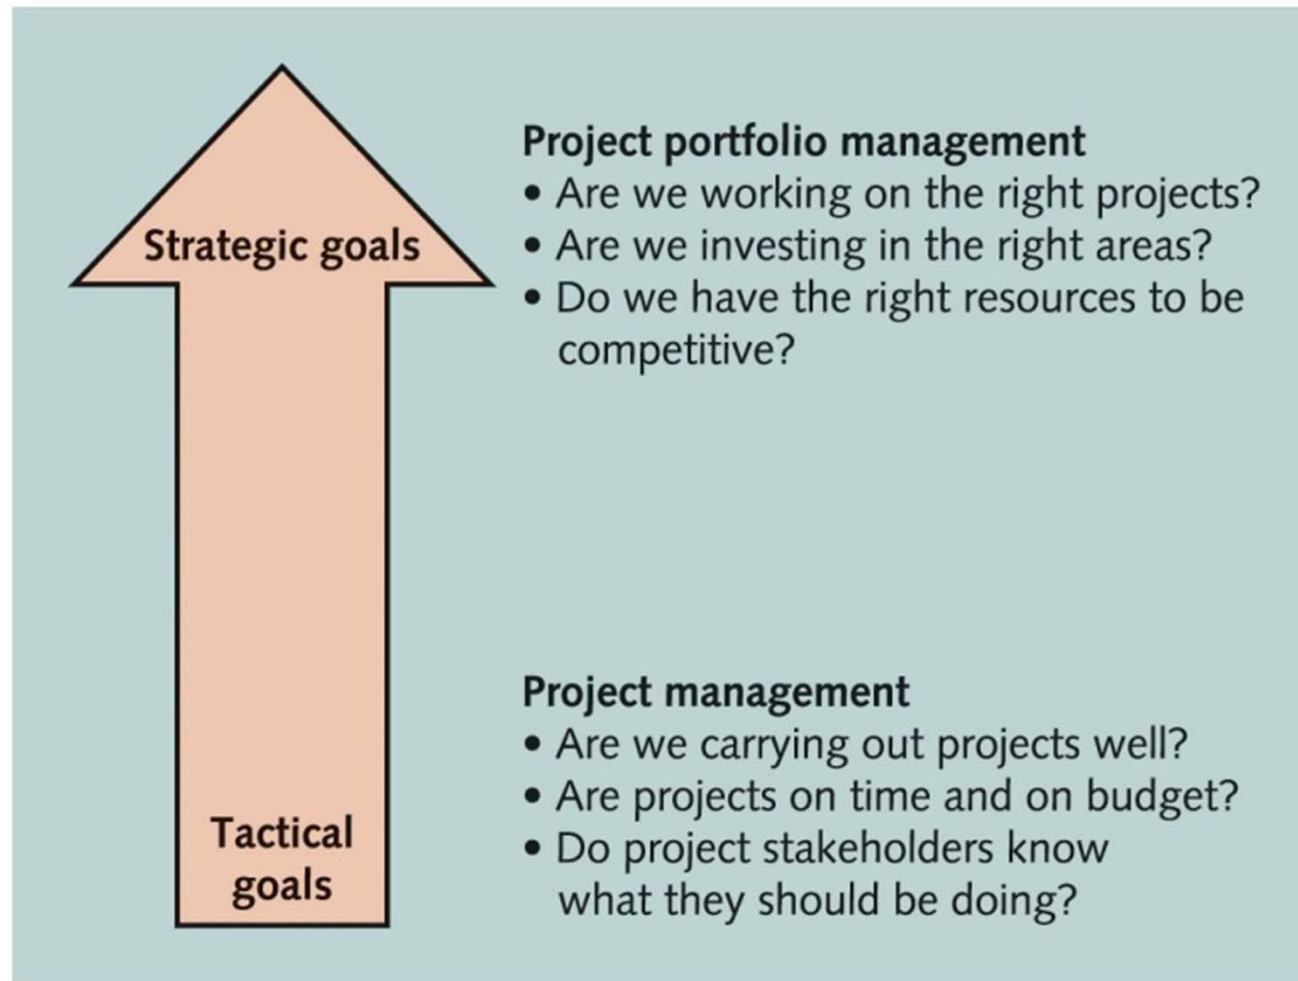 Strategic goals
Project portfolio management
• Are we working on the right projects?
• Are we investing in the right areas?
• Do we have the right resources to be
competitive?
Tactical
goals
Project management
• Are we carrying out projects well?
• Are projects on time and on budget?
• Do project stakeholders know
what they should be doing?